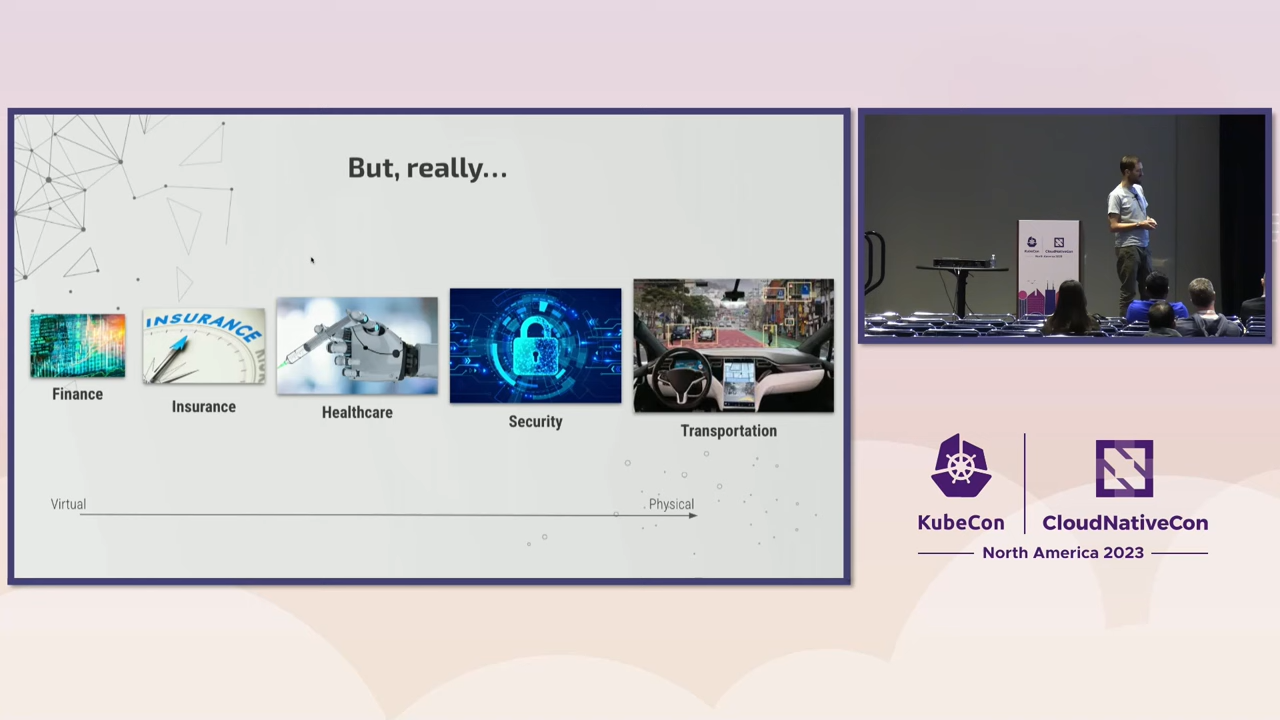 But, really...
INSURANCE
Finance
Insurance
Healthcare
Security
Transportation
Virtual
Physical
KubeCon
CloudNativeCon
North America 2023